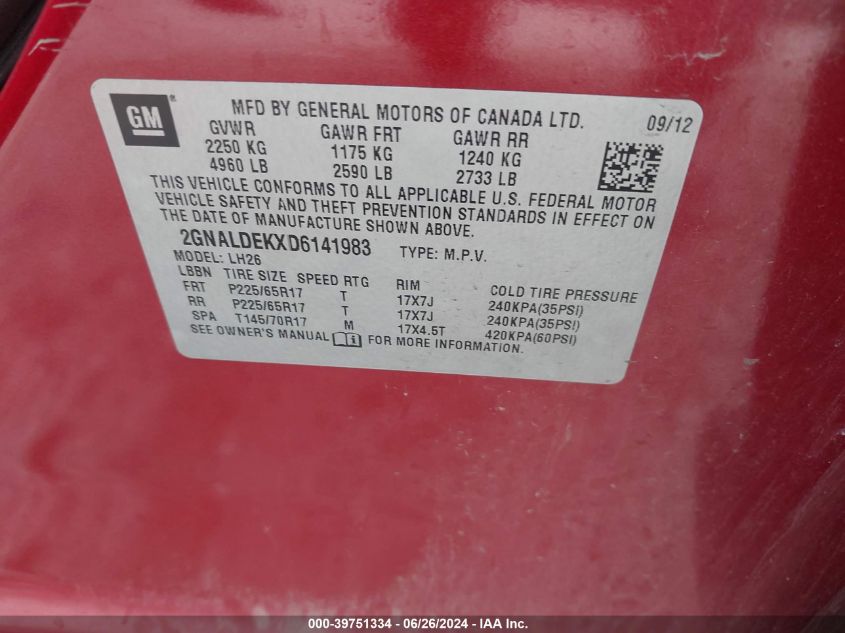 GM ®
MFD BY GENERAL MOTORS OF CANADA LTD. 09/12
GVWR GAWR FRT GAWR RR
2250 KG 1175 KG 1240 KG
4960 LB 2590 LB 2733 LB
THIS VEHICLE CONFORMS TO ALL APPLICABLE U.S. FEDERAL MOTOR
VEHICLE SAFETY AND THEFT PREVENTION STANDARDS IN EFFECT ON
THE DATE OF MANUFACTURE SHOWN ABOVE.
2GNALDEKXD6141983 TYPE: M.P.V.
MODEL: LH26
LBBN TIRE SIZE SPEED RTG RIM COLD TIRE PRESSURE
FRT P225/65R17 T 17X7J 240KPA(35PSI)
RR P225/65R17 T 17X7J 240KPA(35PSI)
SPA T145/70R17 M 17X4.5T 420KPA(60PSI)
SEE OWNER'S MANUAL i FOR MORE INFORMATION.
000-39751334 - 06/26/2024 - IAA Inc.